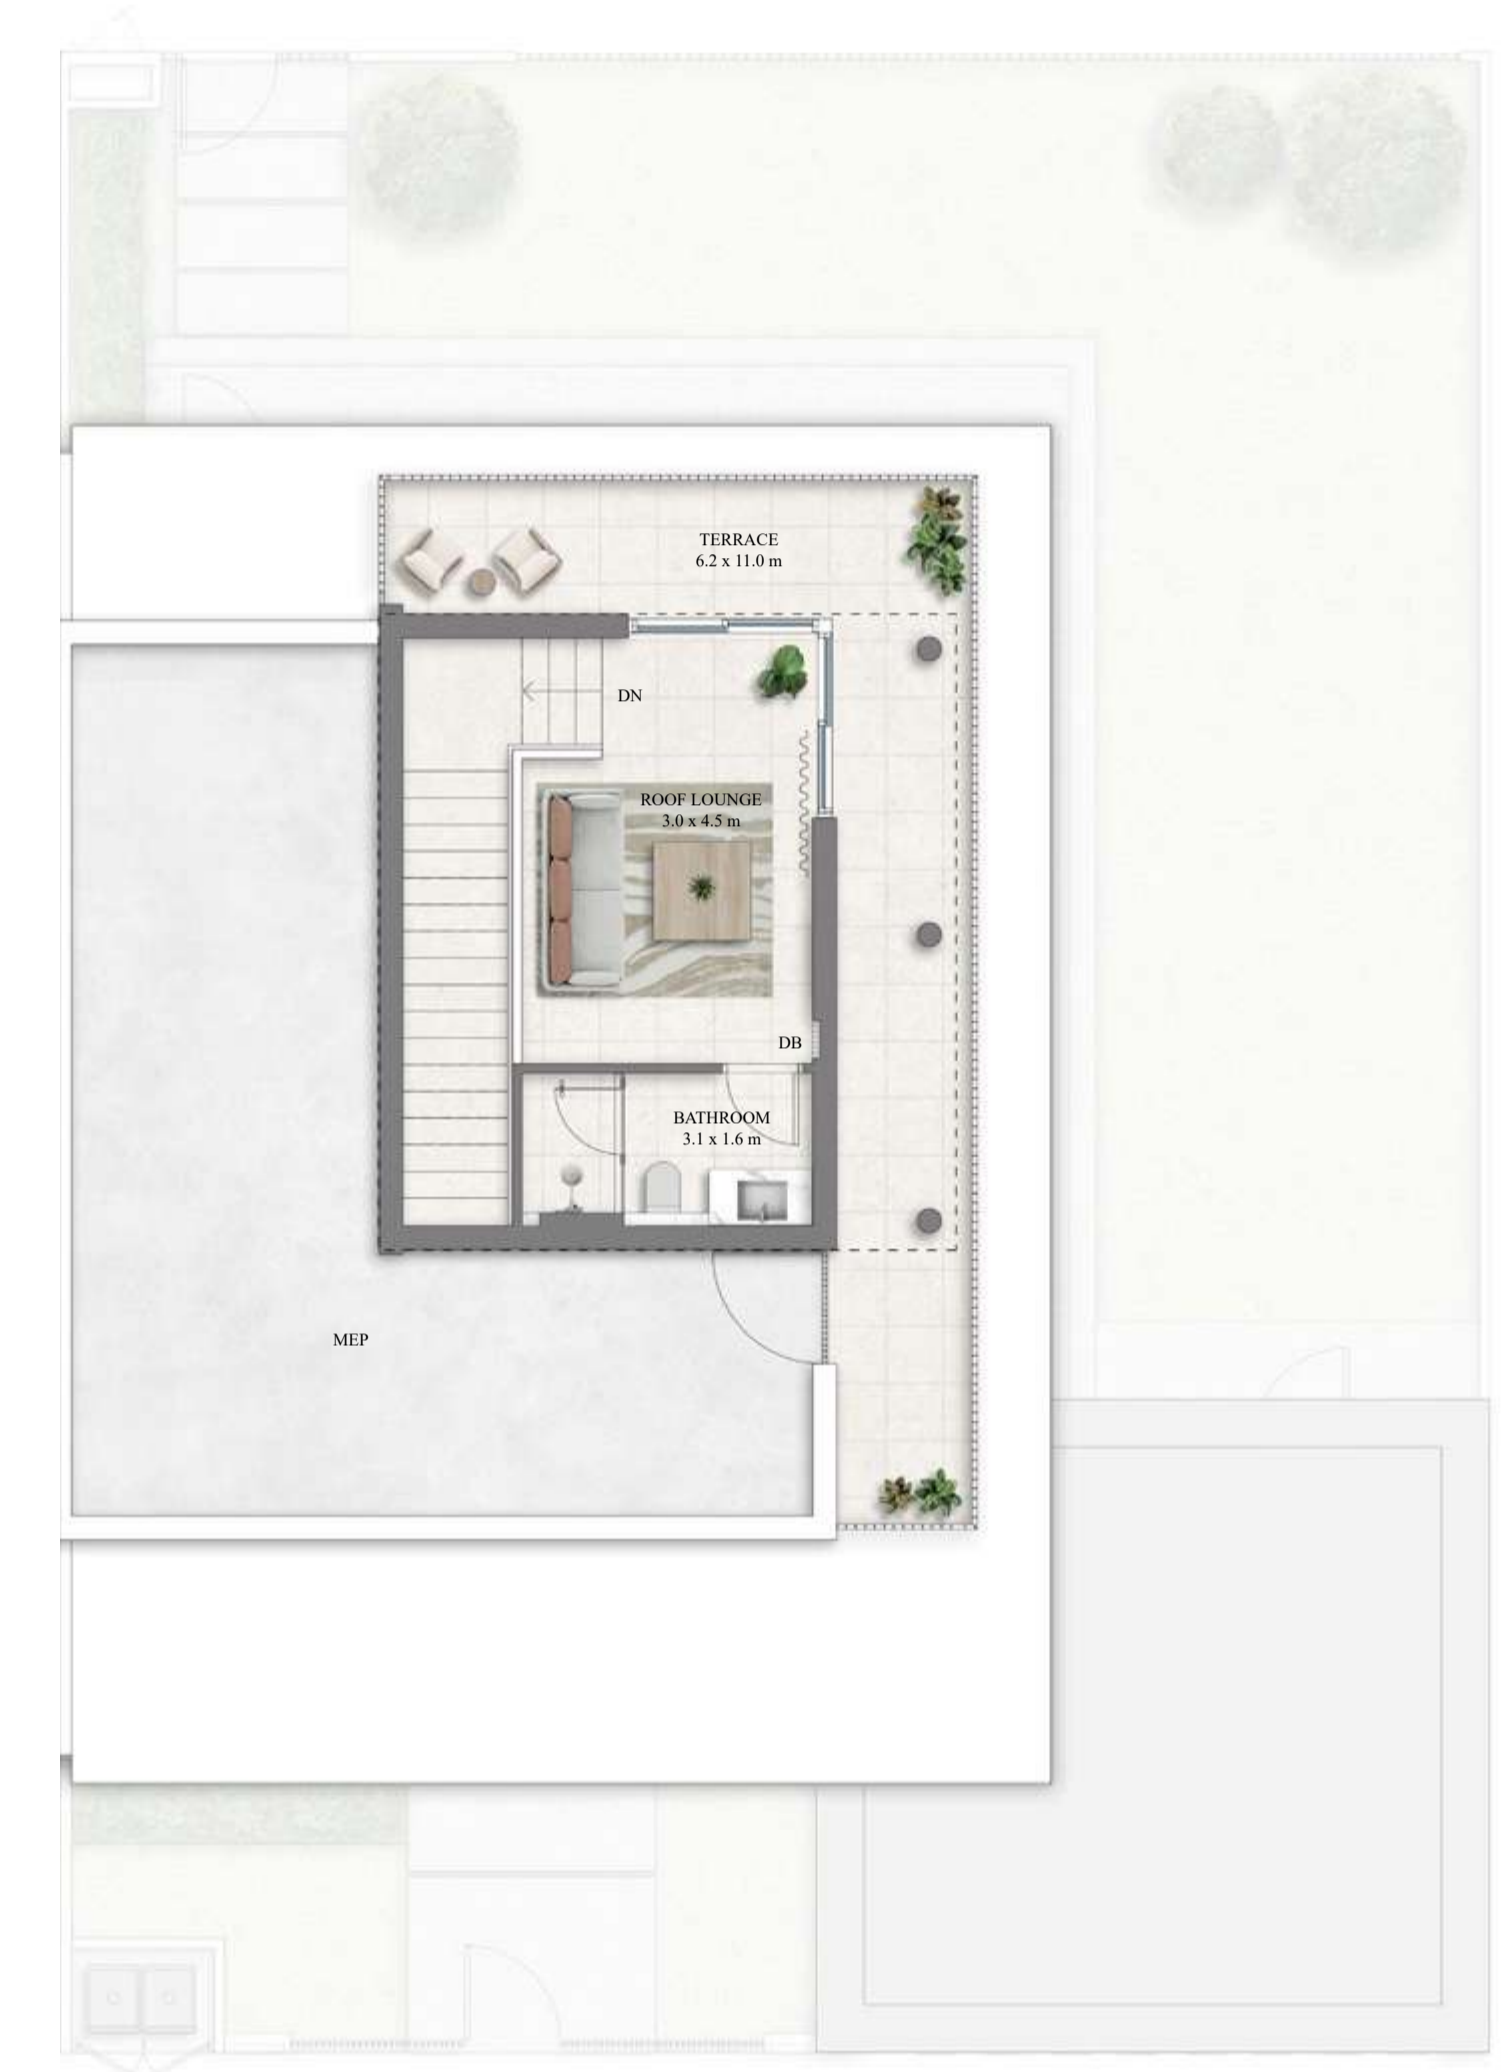 TERRACE
6.2 x 11.0 m
DN
ROOF LOUNGE
3.0 x 4.5 m
DB
BATHROOM
3.1 x 1.6 m
MEP